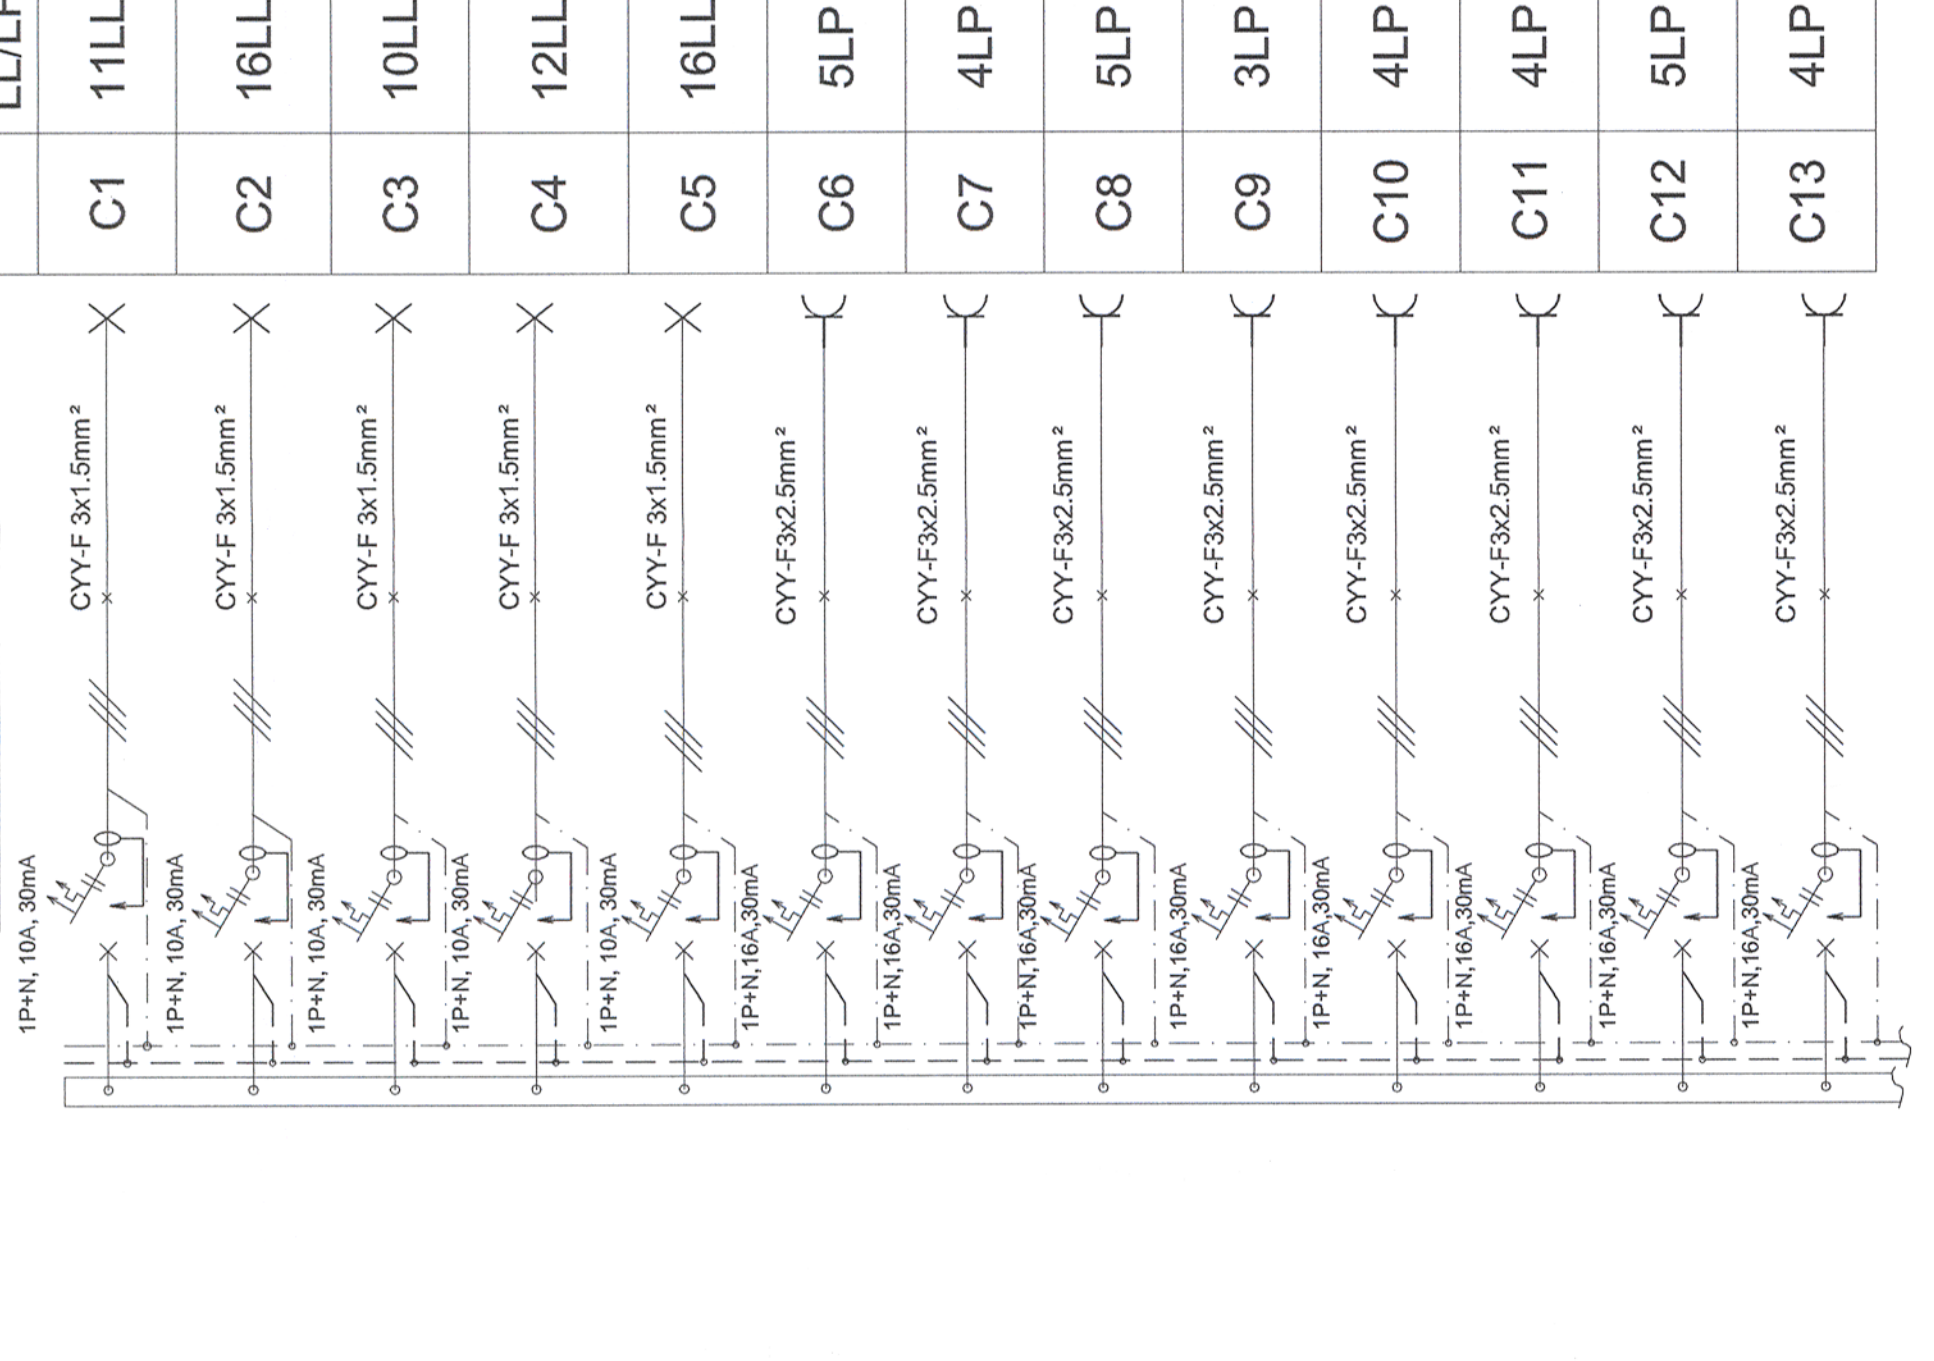 LL/LP
11LL
16LL
10LL
12LL
16LL
5LP
4LP
5LP
3LP
4LP
4LP
5LP
4LP
C1
C2
C3
C4
C5
C6
C7
C8
C9
C10
C11
C12
C13
CYY-F 3x1.5mm²
CYY-F 3x1.5mm²
CYY-F 3x1.5mm²
CYY-F 3x1.5mm²
CYY-F 3x1.5mm²
CYY-F3x2.5mm²
CYY-F3x2.5mm²
CYY-F3x2.5mm²
CYY-F3x2.5mm²
CYY-F3x2.5mm²
CYY-F3x2.5mm²
CYY-F3x2.5mm²
CYY-F3x2.5mm²
1P+N, 10A, 30mA
1P+N, 10A, 30mA
1P+N, 10A, 30mA
1P+N, 10A, 30mA
1P+N, 10A, 30mA
1P+N,16A,30mA
1P+N,16A,30mA
1P+N,16A,30mA
1P+N,16A,30mA
1P+N, 16A,30mA
1P+N,16A,30mA
1P+N,16A,30mA
1P+N,16A,30mA